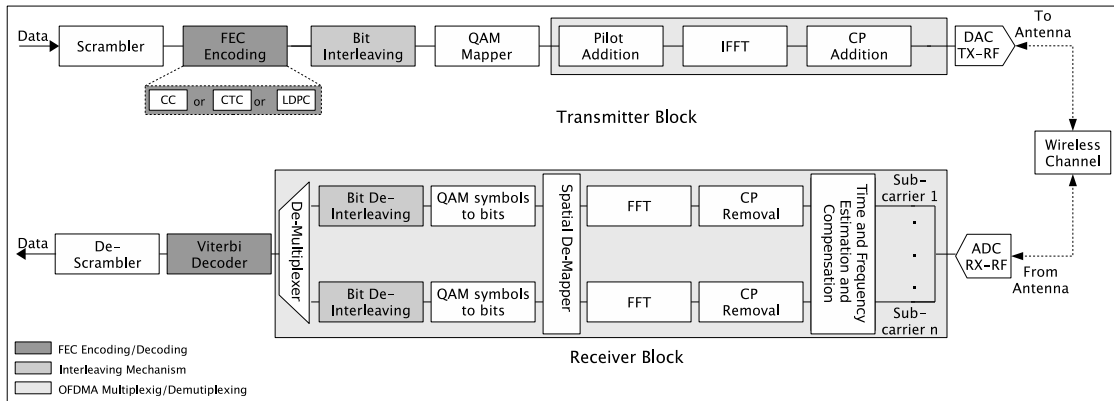 Data
Scrambler
FEC
Encoding
Bit
Interleaving
QAM
Mapper
Pilot
Addition
IFFT
CP
Addition
DAC
TX-RF
To
Antenna
CC or CTC or LDPC
Transmitter Block
Wireless
Channel
Data
De-
Scrambler
Viterbi
Decoder
De-Multiplexer
Bit De-
Interleaving
QAM symbols
to bits
Spatial De-Mapper
FFT
CP
Removal
Time and Frequency
Estimation and
Compensation
Sub-
carrier 1
ADC
RX-RF
From
Antenna
Bit De-
Interleaving
QAM symbols
to bits
FFT
CP
Removal
Sub-
carrier n
Receiver Block
FEC Encoding/Decoding
Interleaving Mechanism
OFDMA Multiplexig/Demutiplexing